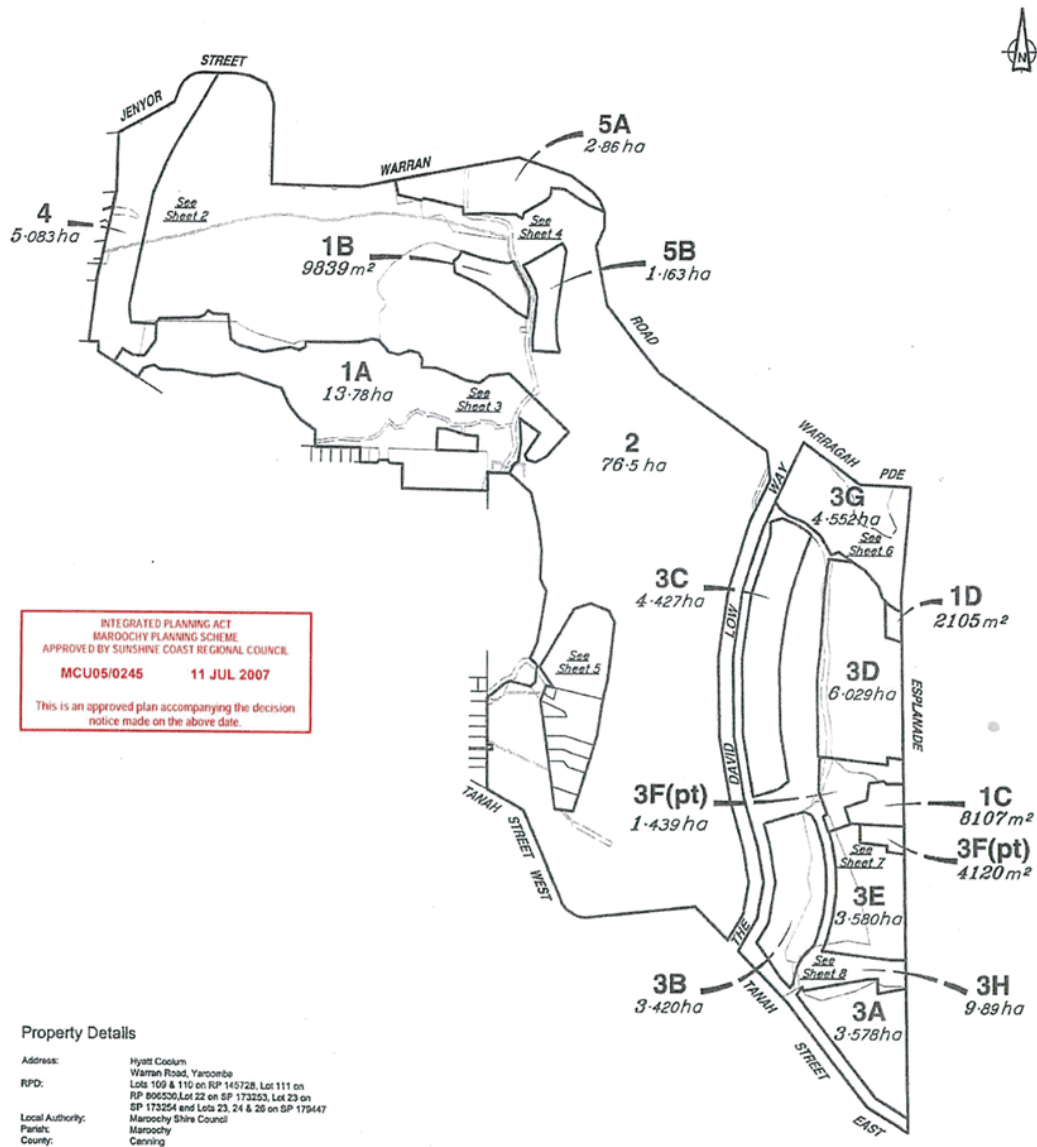 N
STREET
JENYOR
5A
2·86 ha
WARRAN
See
Sheet 2
4
5·083 ha
See
Sheet 4
1B
9839 m²
5B
1·163 ha
ROAD
1A
13·78 ha
See
Sheet 3
2
76·5 ha
WARRAGAH
PDE
WAY
3G
4·552 ha
See
Sheet 6
3C
4·427 ha
LOW
1D
2105 m²
INTEGRATED PLANNING ACT
MAROOCHY PLANNING SCHEME
APPROVED BY SUNSHINE COAST REGIONAL COUNCIL
MCU05/0245 11 JUL 2007
This is an approved plan accompanying the decision
notice made on the above date.
See
Sheet 5
3D
6·029 ha
ESPLANADE
DAVID
TANAH
STREET
WEST
3F(pt)
1·439 ha
1C
8107 m²
3F(pt)
4120 m²
See
Sheet 7
3E
3·580 ha
THE
See
Sheet 8
3B
3·420 ha
3H
9·89 ha
TANAH
3A
3·578 ha
STREET
EAST
Property Details
Address: Hyatt Coolum
Warran Road, Yaroomba
RPD: Lots 109 & 110 on RP 145728, Lot 111 on
RP 806530, Lot 22 on SP 173253, Lot 23 on
SP 173254 and Lots 23, 24 & 26 on SP 179447
Local Authority: Maroochy Shire Council
Parish: Maroochy
County: Canning